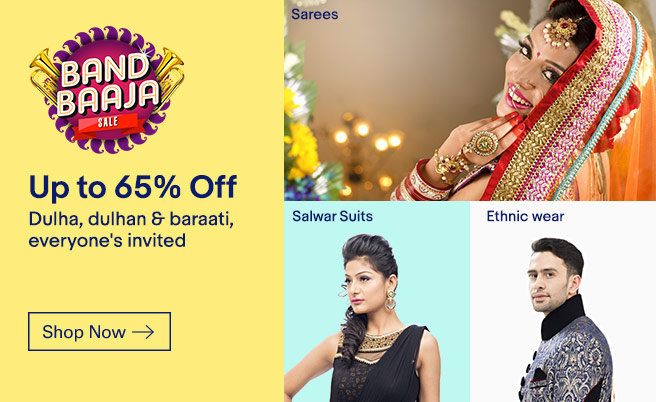 BAND
BAAJA
SALE
Up to 65% Off
Dulha, dulhan & baraati,
everyone's invited
Shop Now →
Sarees
Salwar Suits
Ethnic wear